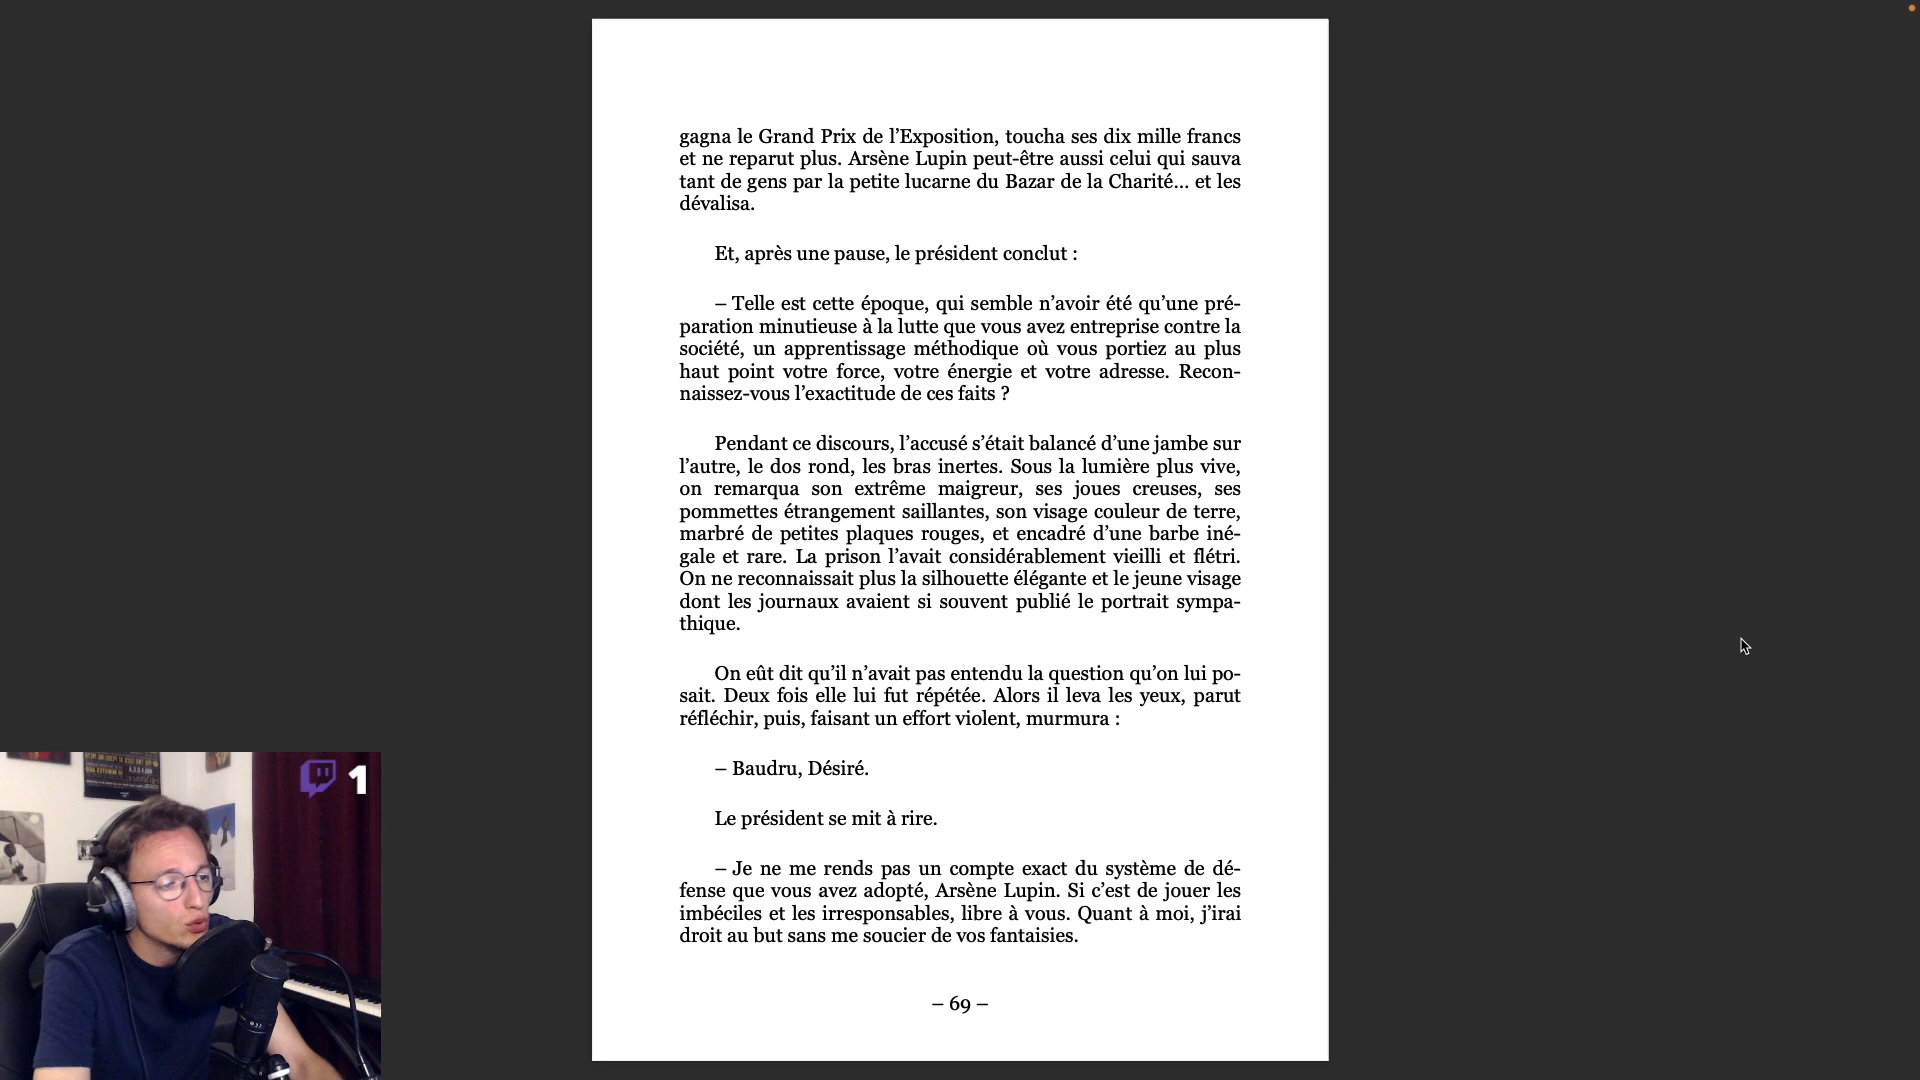 gagna le Grand Prix de l’Exposition, toucha ses dix mille francs
et ne reparut plus. Arsène Lupin peut-être aussi celui qui sauva
tant de gens par la petite lucarne du Bazar de la Charité… et les
dévalisa.
Et, après une pause, le président conclut :
– Telle est cette époque, qui semble n’avoir été qu’une pré-
paration minutieuse à la lutte que vous avez entreprise contre la
société, un apprentissage méthodique où vous portiez au plus
haut point votre force, votre énergie et votre adresse. Recon-
naissez-vous l’exactitude de ces faits ?
Pendant ce discours, l’accusé s’était balancé d’une jambe sur
l’autre, le dos rond, les bras inertes. Sous la lumière plus vive,
on remarqua son extrême maigreur, ses joues creuses, ses
pommettes étrangement saillantes, son visage couleur de terre,
marbré de petites plaques rouges, et encadré d’une barbe iné-
gale et rare. La prison l’avait considérablement vieilli et flétri.
On ne reconnaissait plus la silhouette élégante et le jeune visage
dont les journaux avaient si souvent publié le portrait sympa-
thique.
On eût dit qu’il n’avait pas entendu la question qu’on lui po-
sait. Deux fois elle lui fut répétée. Alors il leva les yeux, parut
réfléchir, puis, faisant un effort violent, murmura :
– Baudru, Désiré.
Le président se mit à rire.
– Je ne me rends pas un compte exact du système de dé-
fense que vous avez adopté, Arsène Lupin. Si c’est de jouer les
imbéciles et les irresponsables, libre à vous. Quant à moi, j’irai
droit au but sans me soucier de vos fantaisies.
– 69 –
1